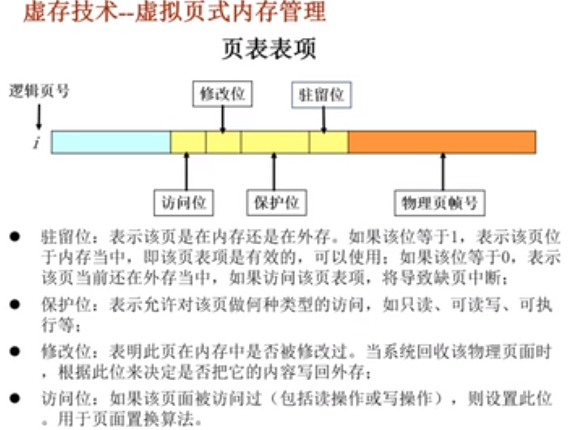 虚存技术--虚拟页式内存管理
页表表项
逻辑页号
修改位
驻留位
i
访问位
保护位
物理页帧号
● 驻留位：表示该页是在内存还是在外存。如果该位等于1，表示该页位
于内存当中，即该页表项是有效的，可以使用；如果该位等于0，表示
该页当前还在外存当中，如果访问该页表项，将导致缺页中断；
● 保护位：表示允许对该页做何种类型的访问，如只读、可读写、可执
行等；
● 修改位：表明此页在内存中是否被修改过。当系统回收该物理页面时
，根据此位来决定是否把它的内容写回外存；
● 访问位：如果该页面被访问过（包括读操作或写操作），则设置此位
。用于页面置换算法。